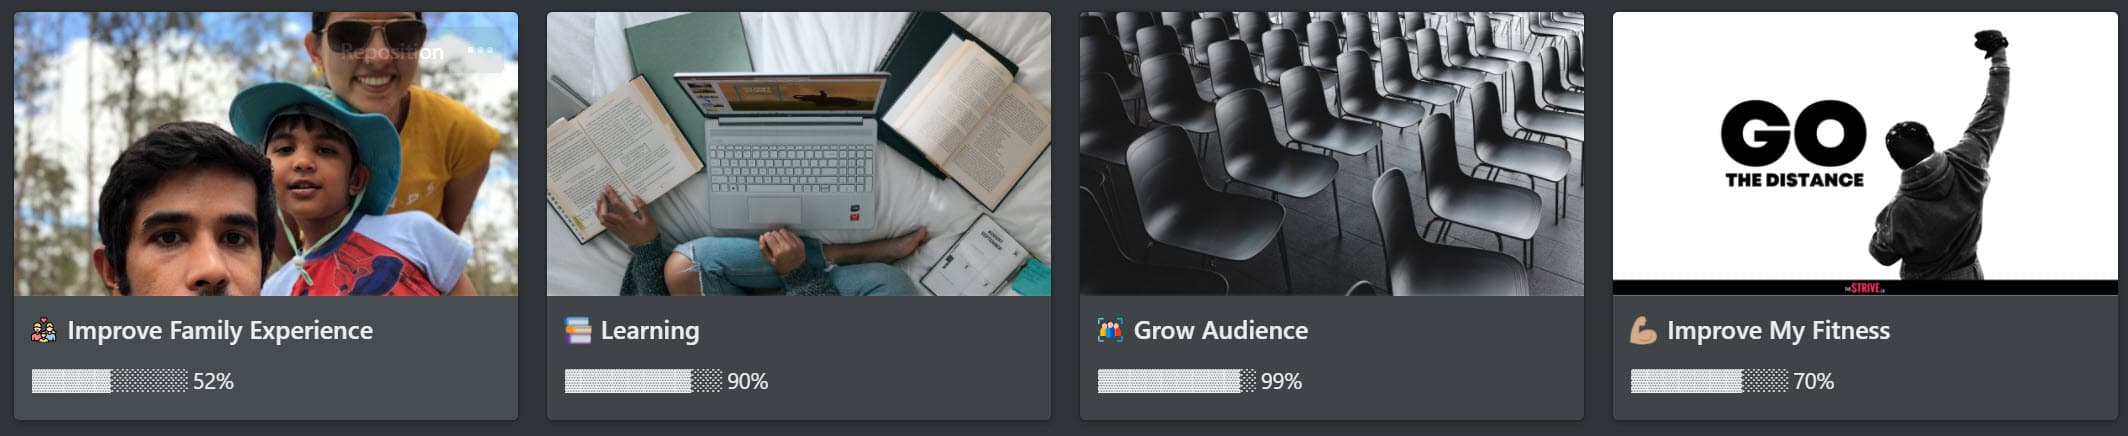 Reposition
Improve Family Experience
52%
Learning
90%
Grow Audience
99%
GO
THE DISTANCE
THE STRIVE
Improve My Fitness
70%